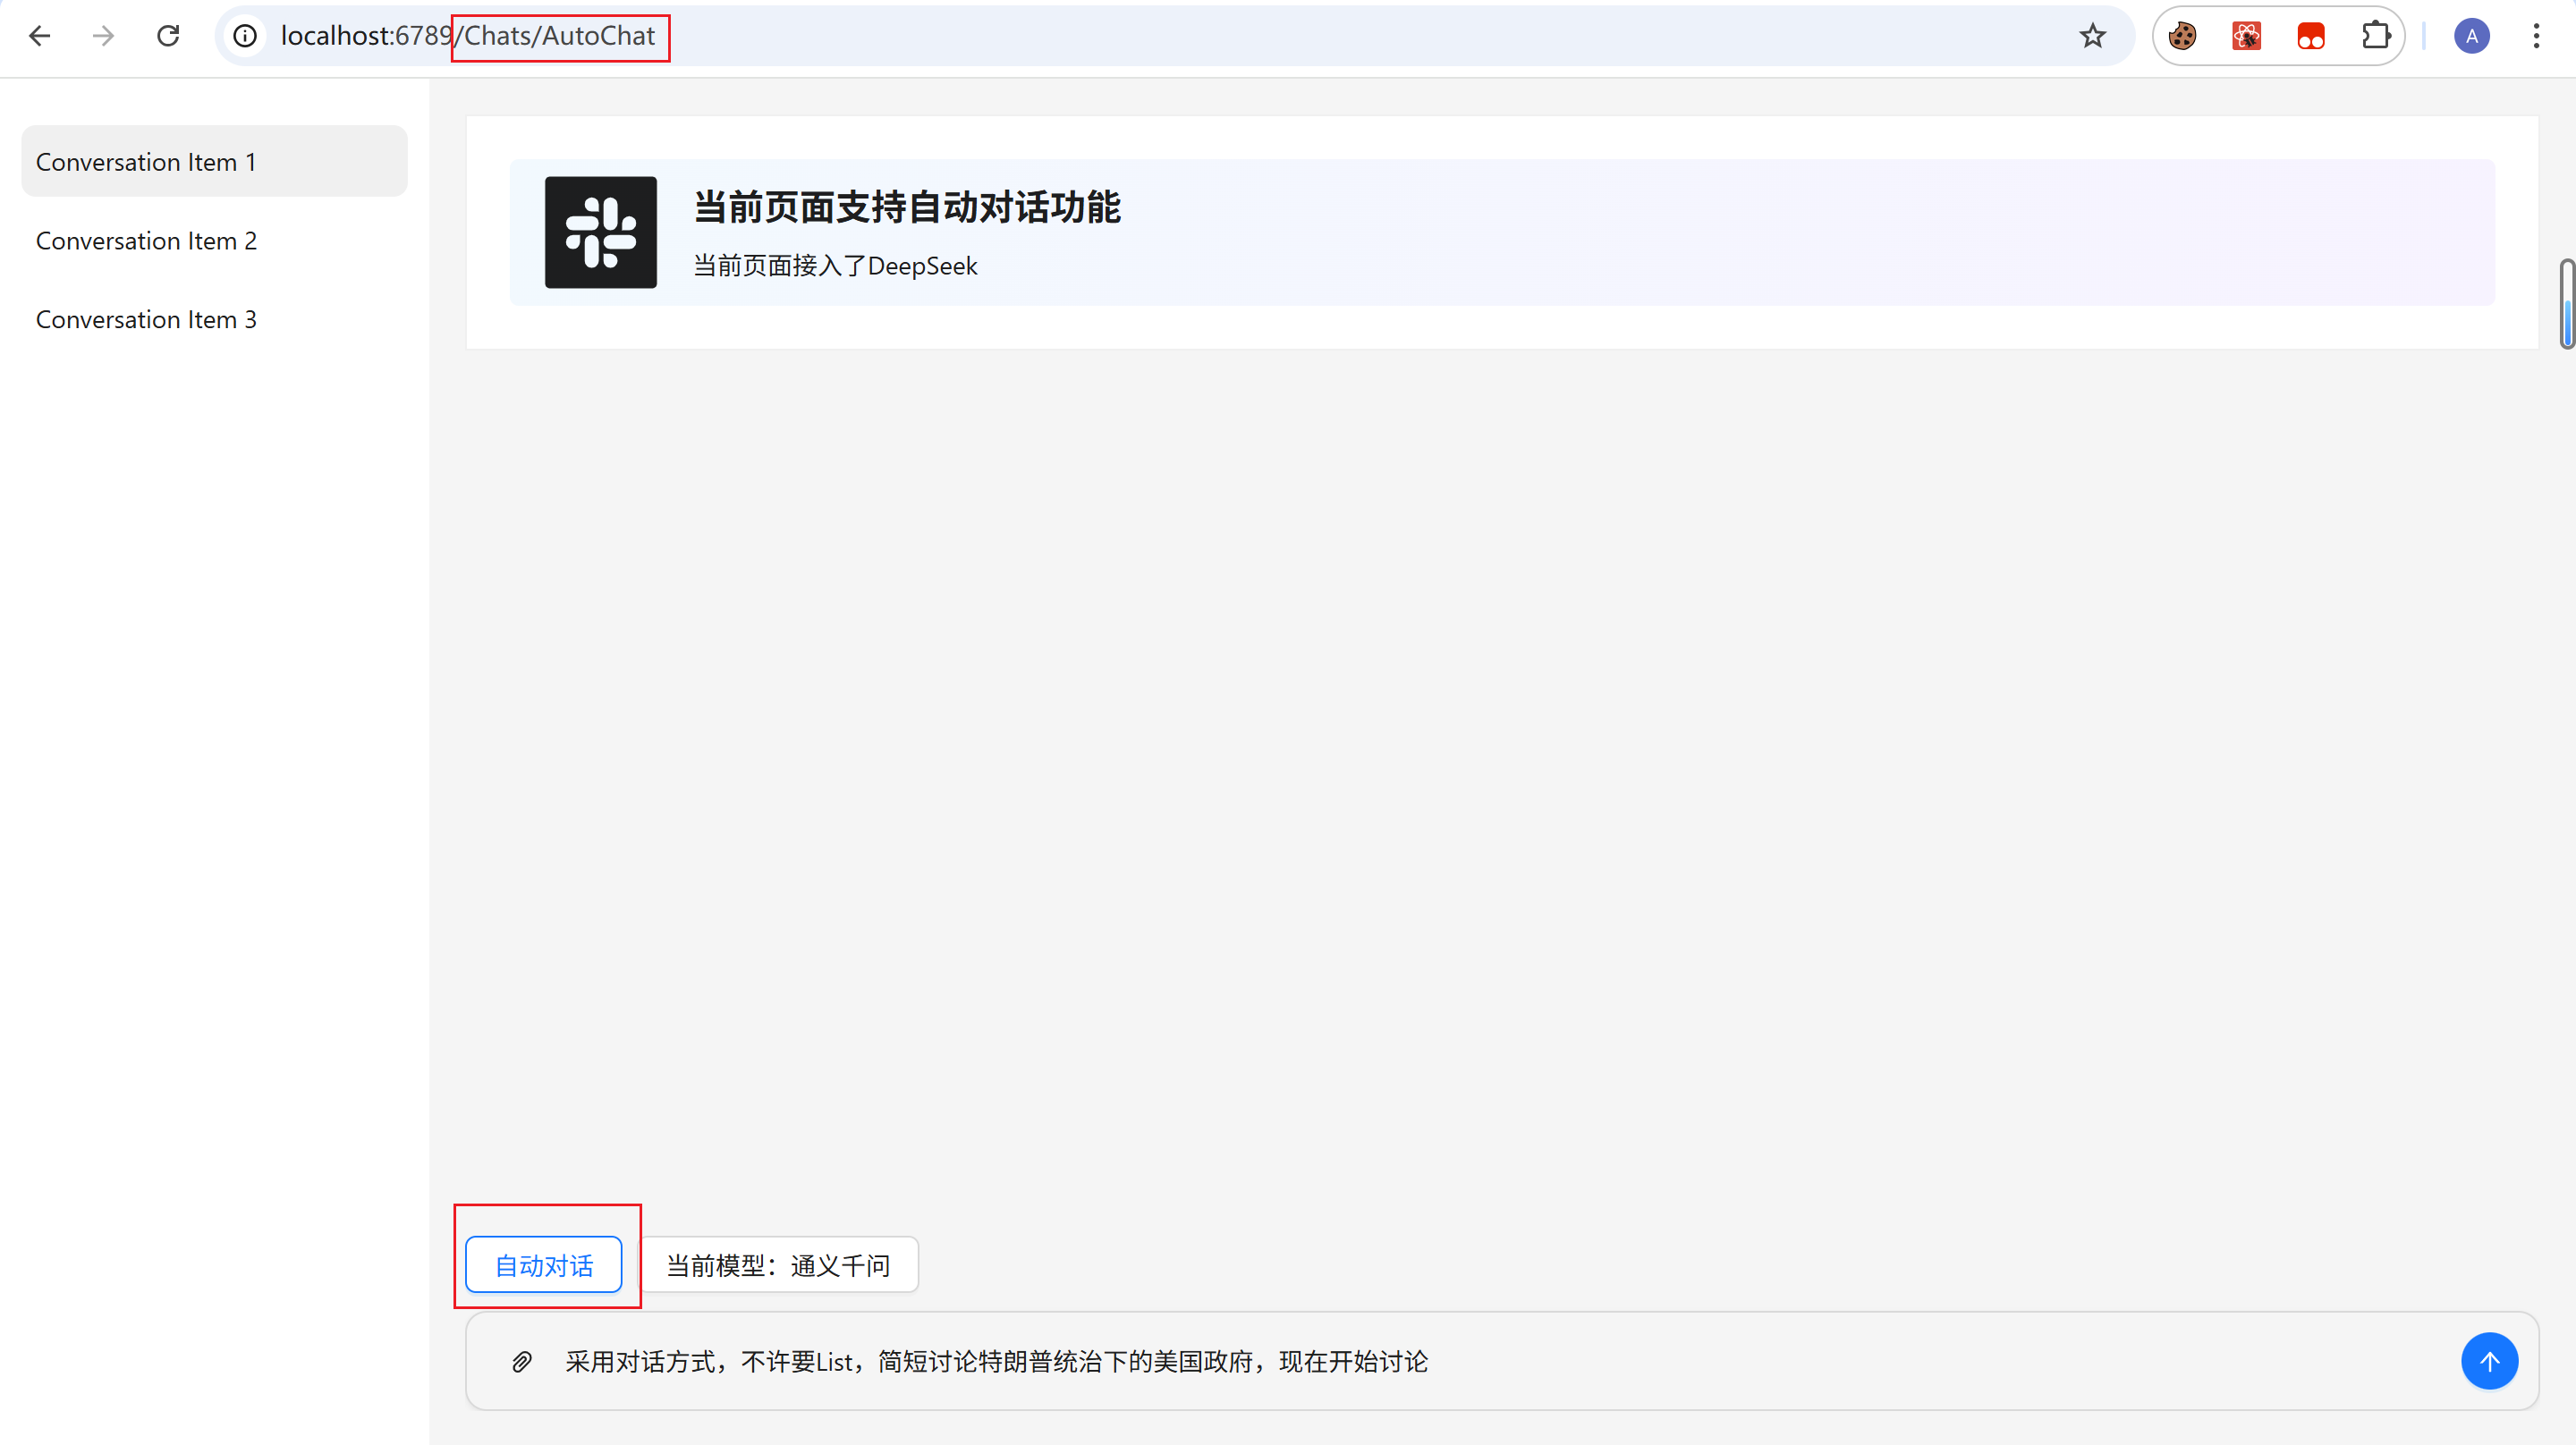 localhost:6789/Chats/AutoChat
A
Conversation Item 1
Conversation Item 2
Conversation Item 3
当前页面支持自动对话功能
当前页面接入了DeepSeek
自动对话
当前模型：通义千问
采用对话方式，不许要List，简短讨论特朗普统治下的美国政府，现在开始讨论